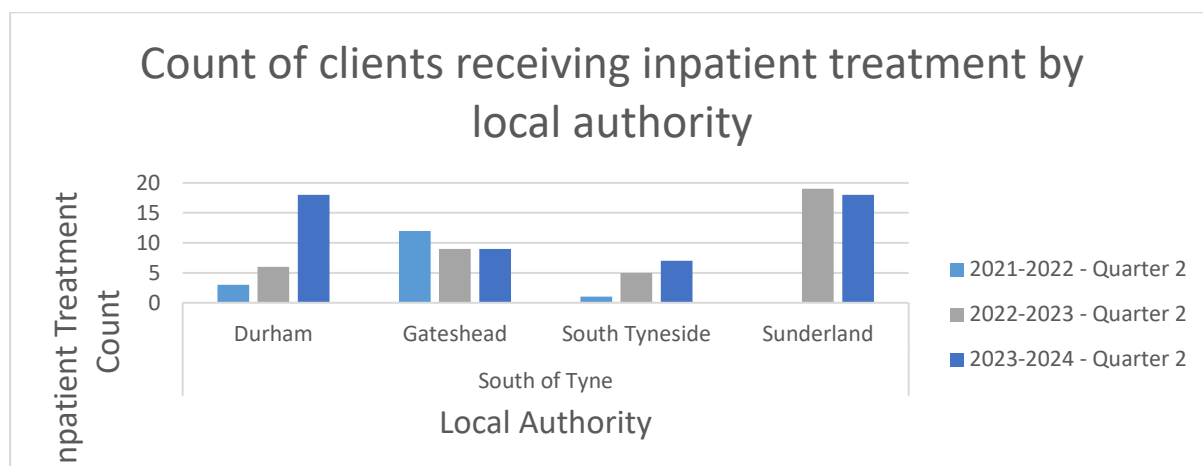 Count of clients receiving inpatient treatment by
local authority
npatient Treatment
Count
20
15
10
5
0
Durham Gateshead South Tyneside Sunderland
South of Tyne
Local Authority
2021-2022 - Quarter 2
2022-2023 - Quarter 2
2023-2024 - Quarter 2